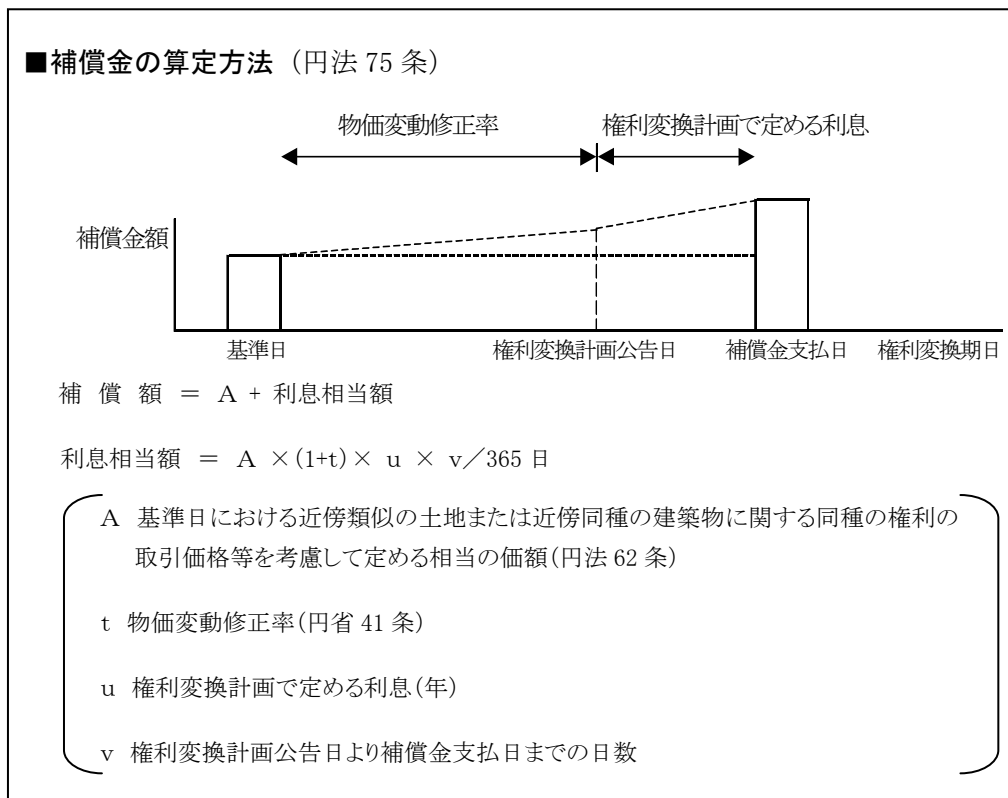 ■補償金の算定方法（円法 75 条）
物価変動修正率 権利変換計画で定める利息
補償金額
基準日 権利変換計画公告日 補償金支払日 権利変換期日
補 償 額 ＝ A + 利息相当額
利息相当額 ＝ A ×(1+t)× u × v／365 日
A 基準日における近傍類似の土地または近傍同種の建築物に関する同種の権利の
取引価格等を考慮して定める相当の価額(円法 62 条)
t 物価変動修正率(円省 41 条)
u 権利変換計画で定める利息(年)
v 権利変換計画公告日より補償金支払日までの日数